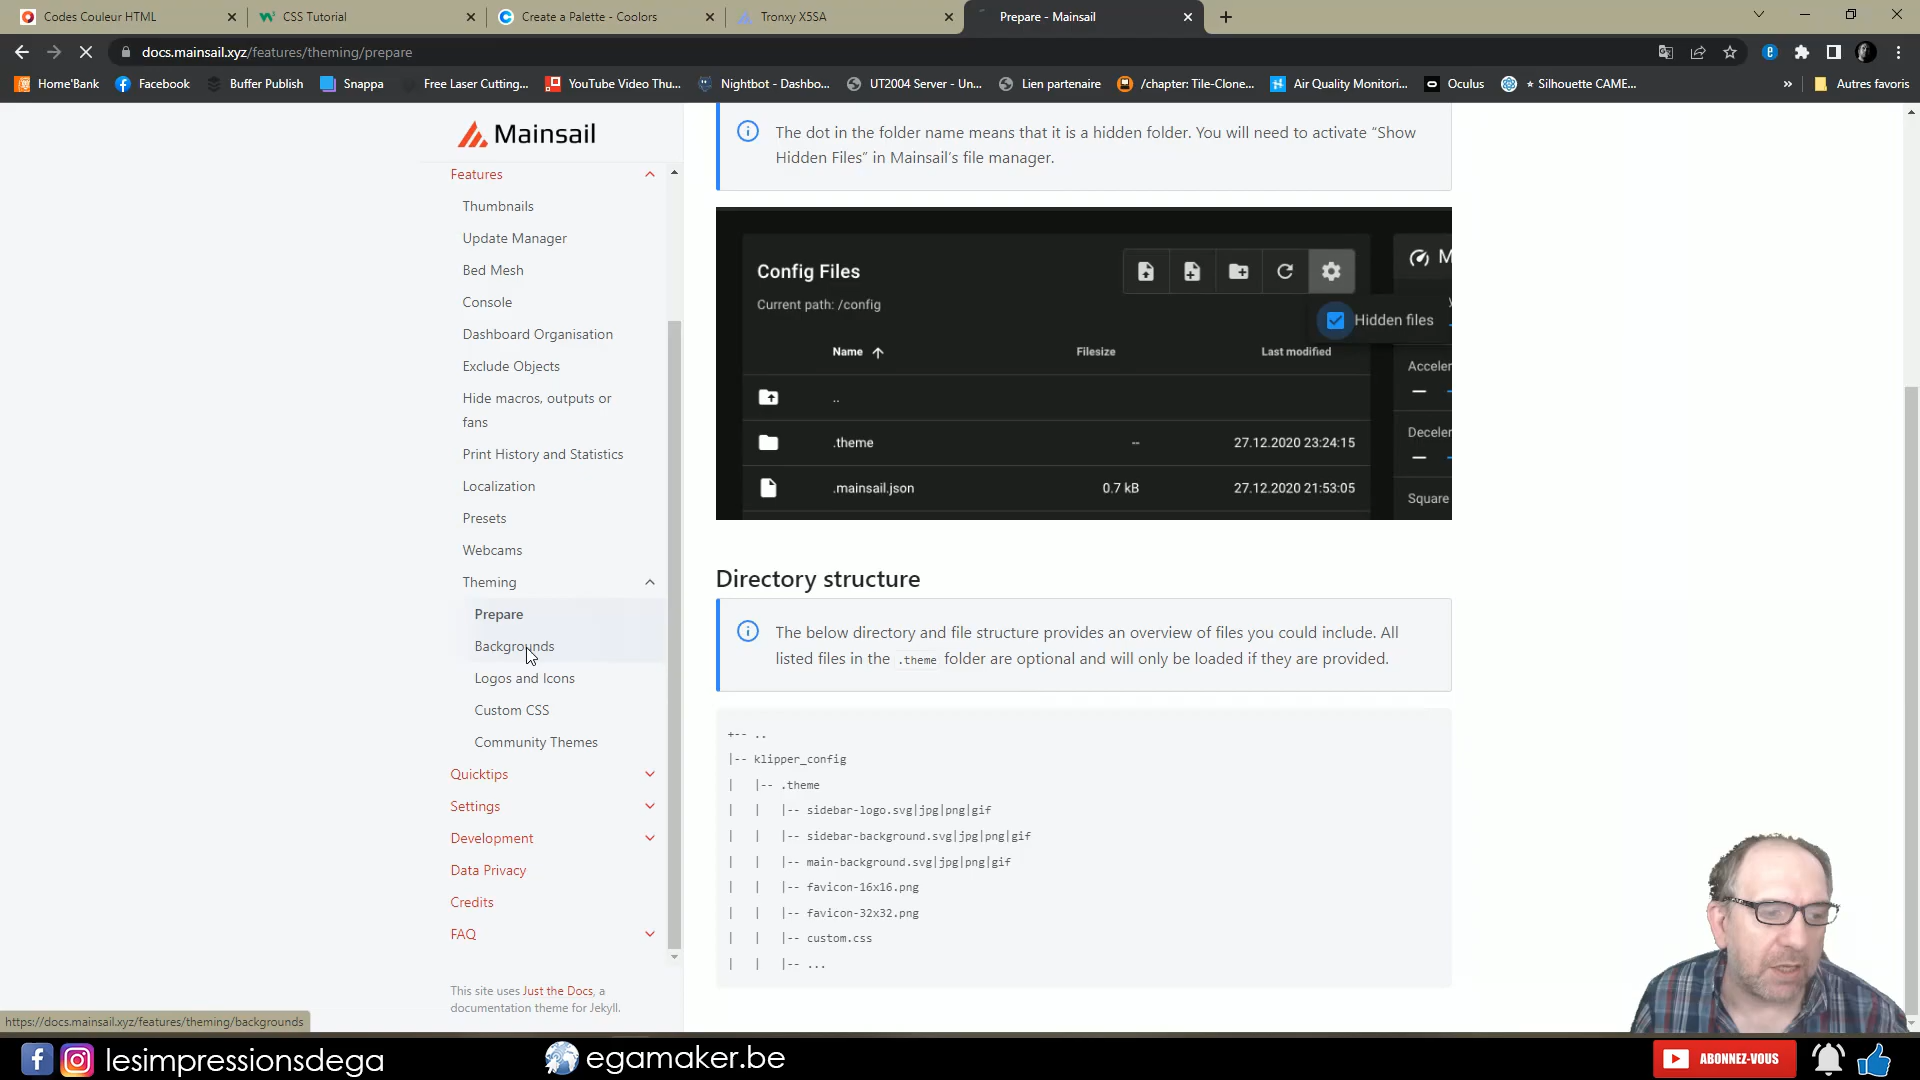 Codes Couleur HTML
CSS Tutorial
Create a Palette - Coolors
Tronxy X5SA
Prepare - Mainsail
docs.mainsail.xyz/features/theming/prepare
Home'Bank
Facebook
Buffer Publish
Snappa
Free Laser Cutting...
YouTube Video Thu...
Nightbot - Dashbo...
UT2004 Server - Un...
Lien partenaire
/chapter: Tile-Clone...
Air Quality Monitori...
Oculus
⋆ Silhouette CAME...
»
Autres favoris
Mainsail
Features
Thumbnails
Update Manager
Bed Mesh
Console
Dashboard Organisation
Exclude Objects
Hide macros, outputs or
fans
Print History and Statistics
Localization
Presets
Webcams
Theming
Prepare
Backgrounds
Logos and Icons
Custom CSS
Community Themes
Quicktips
Settings
Development
Data Privacy
Credits
FAQ
This site uses Just the Docs, a
documentation theme for Jekyll.
https://docs.mainsail.xyz/features/theming/backgrounds
The dot in the folder name means that it is a hidden folder. You will need to activate “Show
Hidden Files” in Mainsail’s file manager.
Config Files
Current path: /config
Hidden files
Name
Filesize
Last modified
..
.theme
--
27.12.2020 23:24:15
.mainsail.json
0.7 kB
27.12.2020 21:53:05
M
Acceler
Deceler
Square
Directory structure
The below directory and file structure provides an overview of files you could include. All
listed files in the .theme folder are optional and will only be loaded if they are provided.
+-- ..
|-- klipper_config
|   |-- .theme
|   |   |-- sidebar-logo.svg|jpg|png|gif
|   |   |-- sidebar-background.svg|jpg|png|gif
|   |   |-- main-background.svg|jpg|png|gif
|   |   |-- favicon-16x16.png
|   |   |-- favicon-32x32.png
|   |   |-- custom.css
|   |   |-- ...
lesimpressionsdega
egamaker.be
ABONNEZ-VOUS